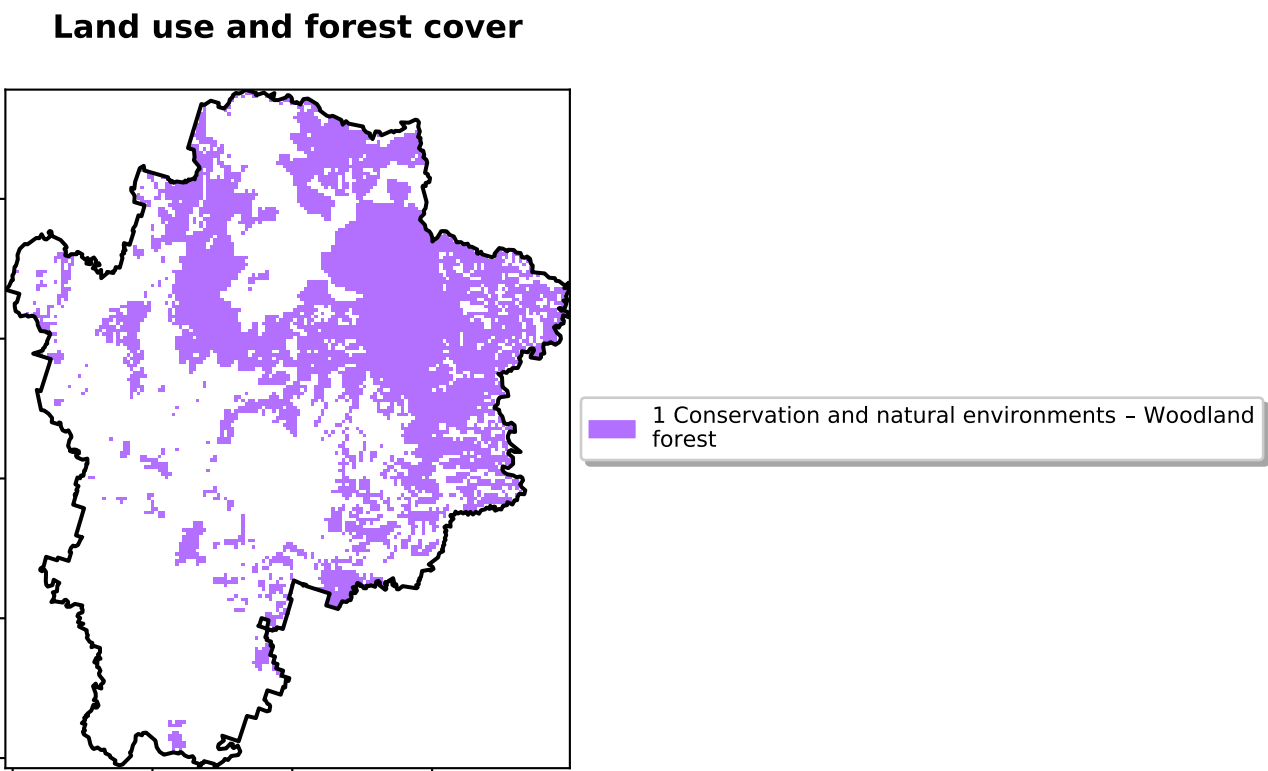 Land use and forest cover
1 Conservation and natural environments – Woodland
forest